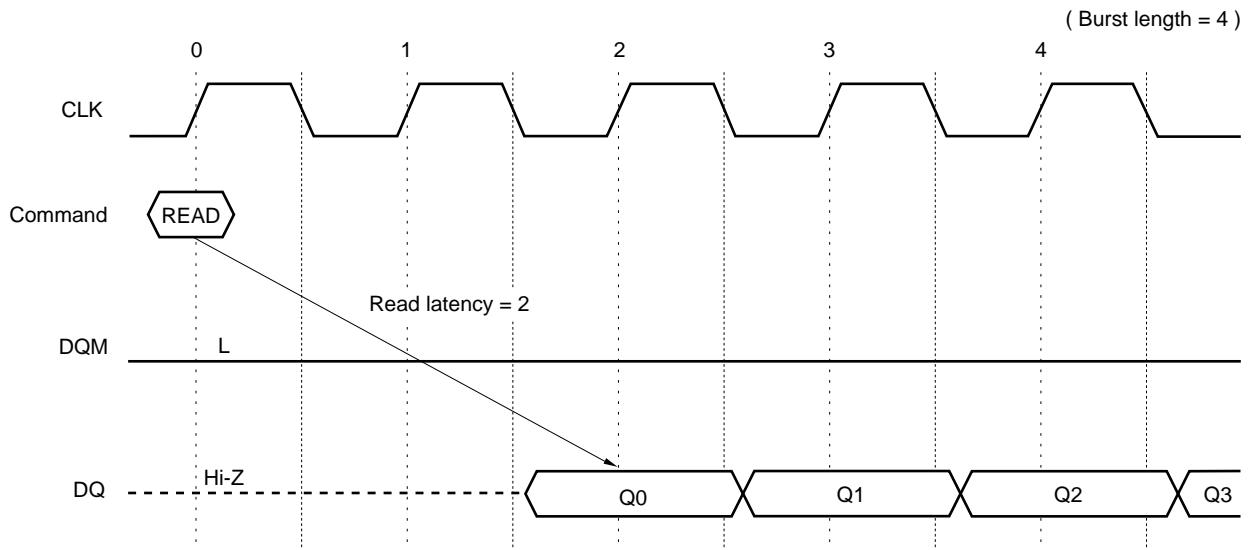 ( Burst length = 4 )
0 1 2 3 4
CLK
Command READ
Read latency = 2
DQM L
Hi-Z
DQ Q0 Q1 Q2 Q3